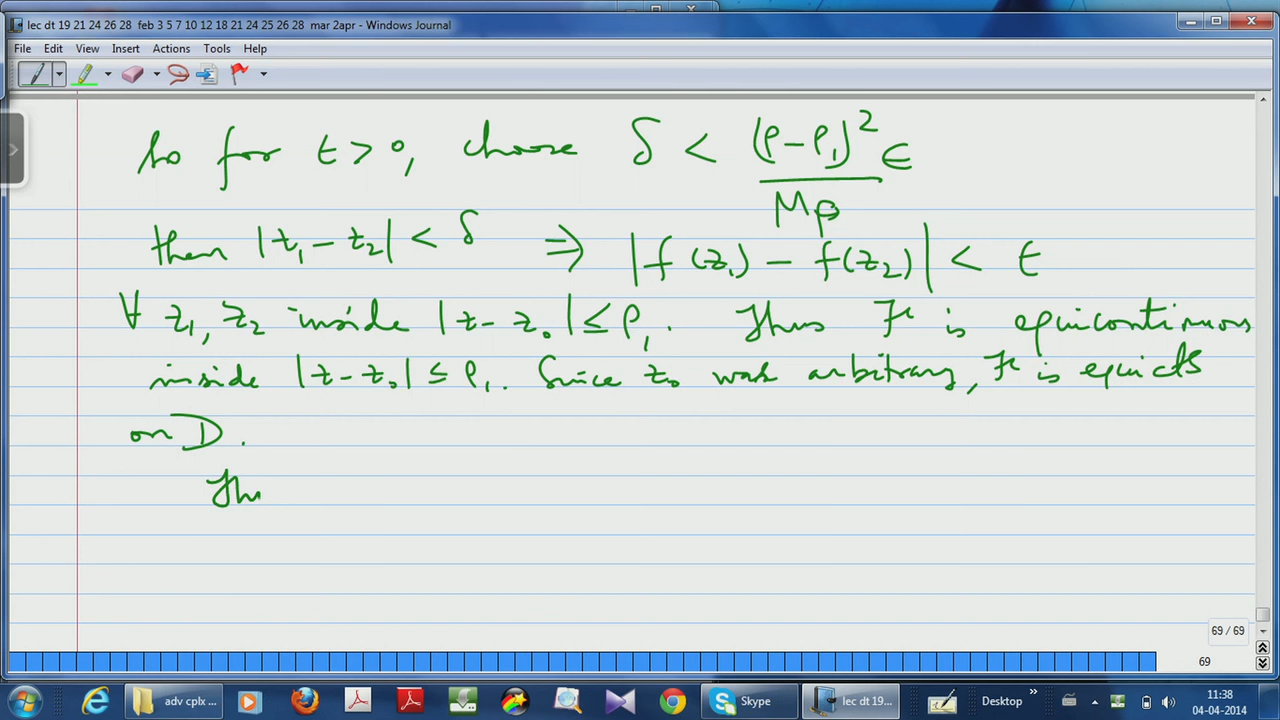 lec dt 19 21 24 26 28 feb 3 5 7 10 12 18 21 24 25 26 28 mar 2apr - Windows Journal
File Edit View Insert Actions Tools Help
So for ε > 0, choose δ < (ρ-ρ₁)² ε / Mρ
then |z₁ - z₂| < δ ⇒ |f(z₁) - f(z₂)| < ε
∀ z₁, z₂ inside |z - z₀| ≤ ρ₁. Thus ℱ is equicontinuous
inside |z - z₀| ≤ ρ₁. Since z₀ was arbitrary, ℱ is equicts
on D.
Thu
69 / 69
69
adv cplx ... Skype lec dt 19... Desktop » 11:38
04-04-2014